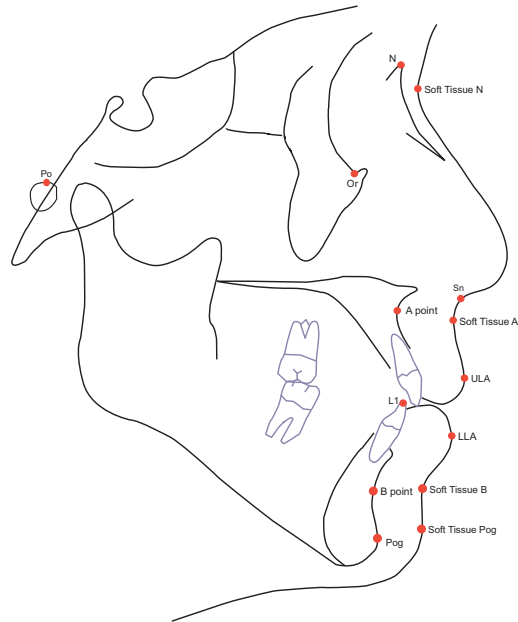 N
Soft Tissue N
Po
Or
Sn
A point
Soft Tissue A
ULA
L1
LLA
B point
Soft Tissue B
Soft Tissue Pog
Pog